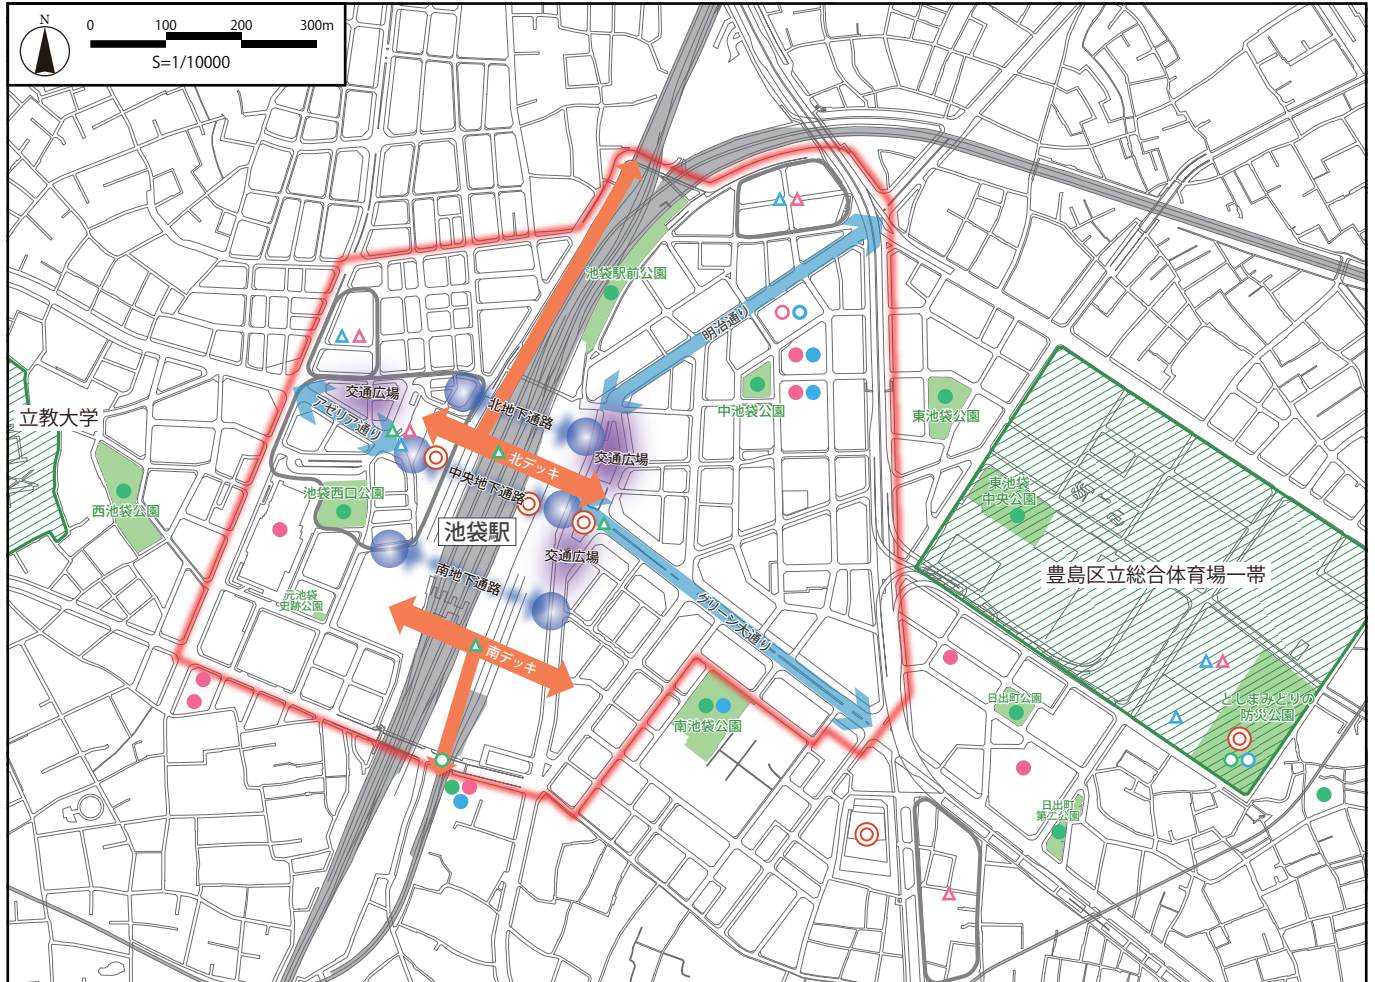 N
0 100 200 300m
S=1/10000
池袋駅前公園
明治通り
交通広場
立教大学
アゼリア通り
北地下通路
中池袋公園
東池袋公園
北デッキ
交通広場
中央地下通路
西池袋公園
池袋西口公園
東池袋
中央公園
池袋駅
交通広場
豊島区立総合体育場一帯
南地下通路
元池袋
史跡公園
グリーン大通り
南デッキ
日出町公園
としまみどりの
防災公園
南池袋公園
日出町
第二公園